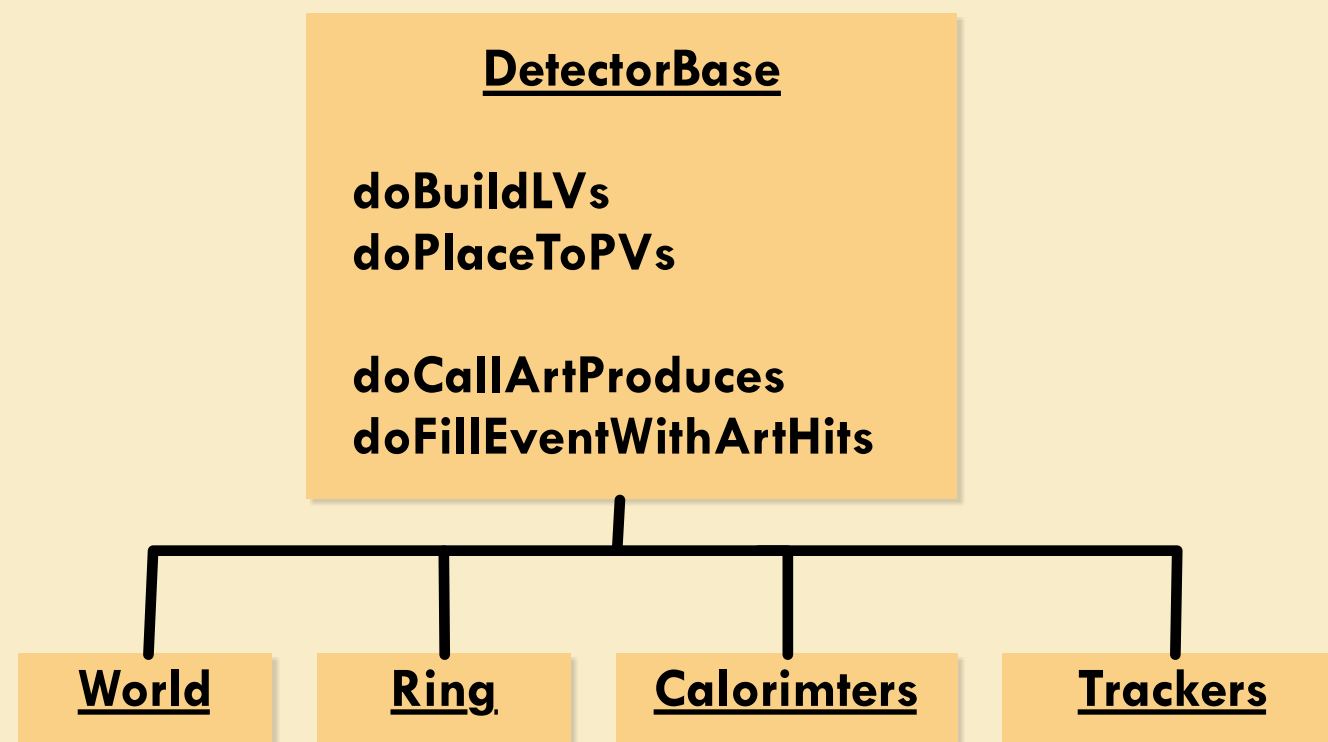 DetectorBase
doBuildLVs
doPlaceToPVs
doCallArtProduces
doFillEventWithArtHits
World
Ring
Calorimters
Trackers